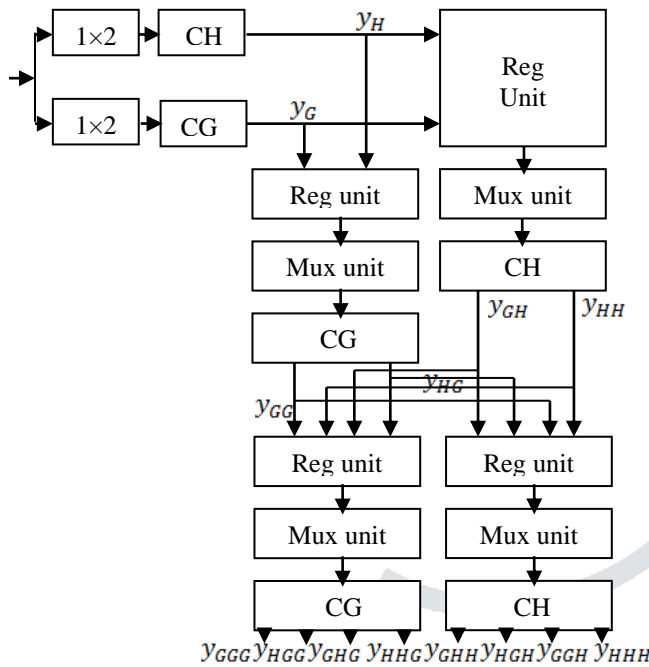 1×2 CH y_H
Reg
Unit
1×2 CG y_G
Reg unit Mux unit
Mux unit CH
y_GH y_HH
CG
y_HG
y_GG
Reg unit Reg unit
Mux unit Mux unit
CG CH
y_GGG y_HGG y_GHG y_HHG y_GHH y_HGH y_GGH y_HHH